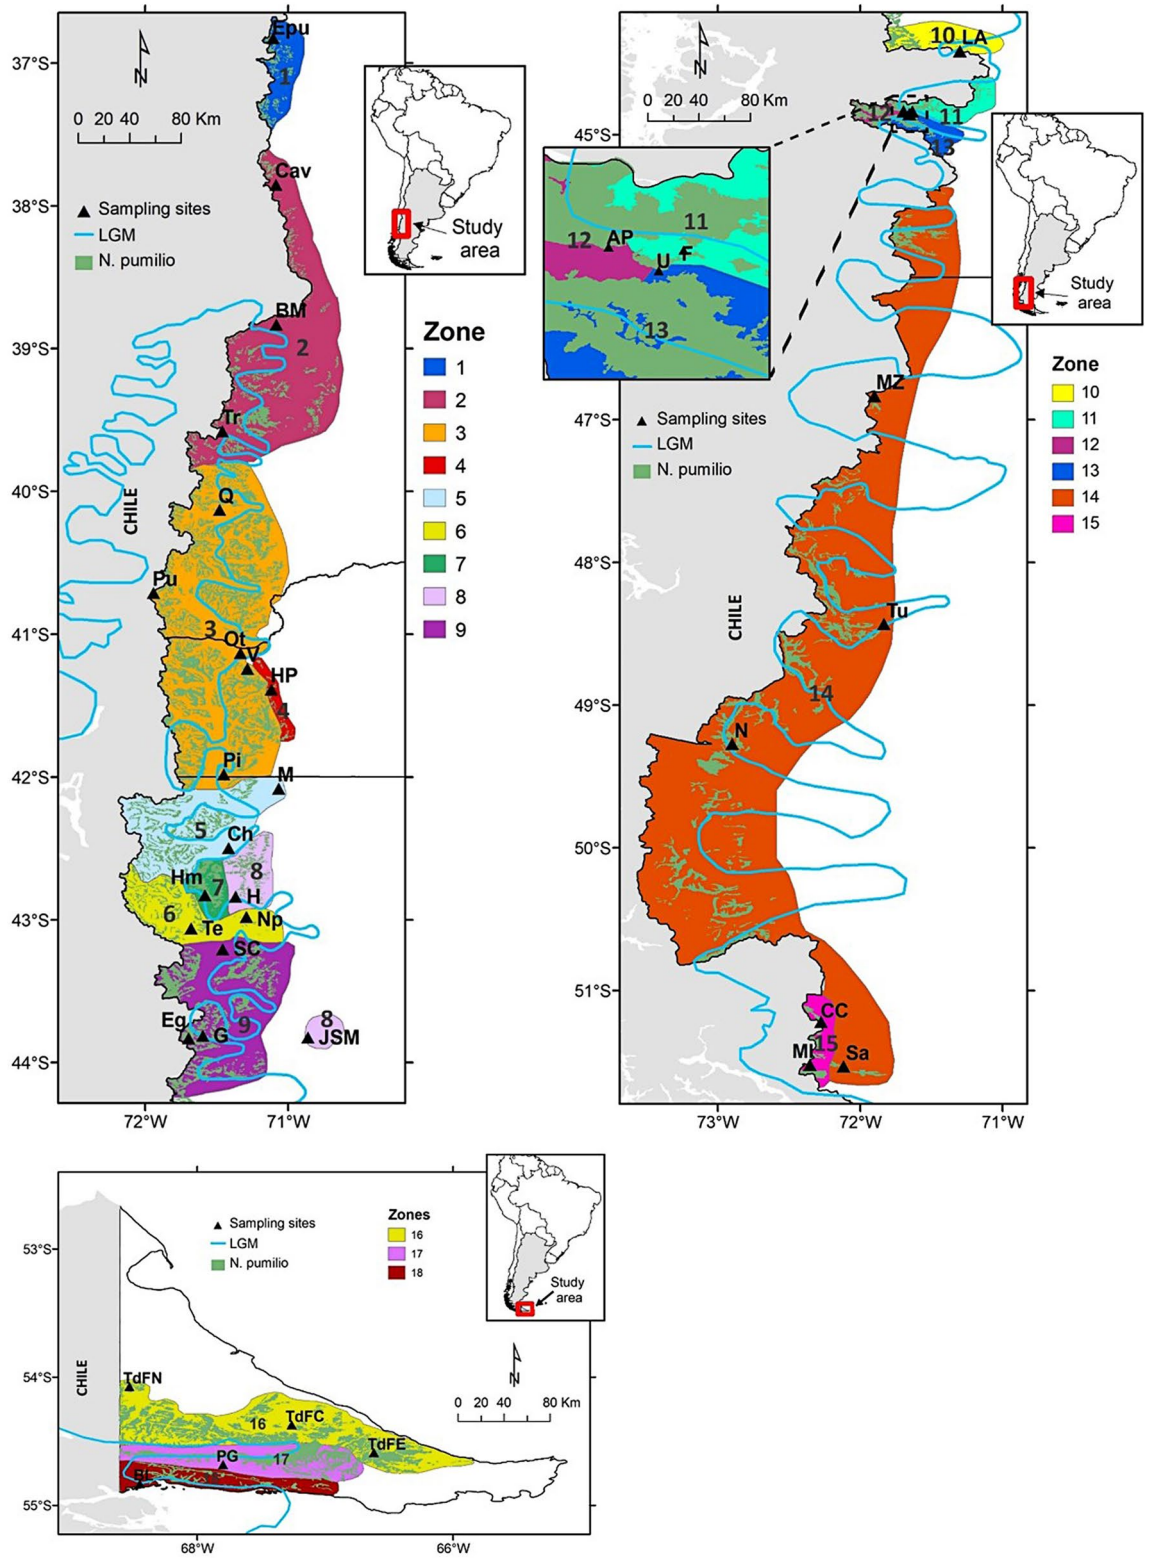 Epu
37°S
1
N
0 20 40 80 Km
Cav
38°S
Sampling sites
LGM
N. pumilio
Study
area
BM
39°S
2
Tr
Zone
1
2
3
4
5
6
7
8
9
40°S
CHILE
Q
Pu
41°S
3
Ot
V
HP
4
Pi
42°S
M
5
Ch
Hm
7
8
H
43°S
6
Te
Np
SC
Eg
G
9
8
JSM
44°S
72°W
71°W
72°W
71°W
10 LA
N
0 20 40 80 Km
45°S
12
11
13
11
12
AP
U
F
13
Study
area
Sampling sites
LGM
N. pumilio
Zone
10
11
12
13
14
15
MZ
47°S
48°S
CHILE
Tu
14
49°S
N
50°S
51°S
CC
15
MI
Sa
73°W
72°W
71°W
53°S
Sampling sites
LGM
N. pumilio
Zones
16
17
18
Study
area
N
0 20 40 80 Km
CHILE
54°S
TdFN
16
TdFC
TdFE
PG
17
55°S
68°W
66°W